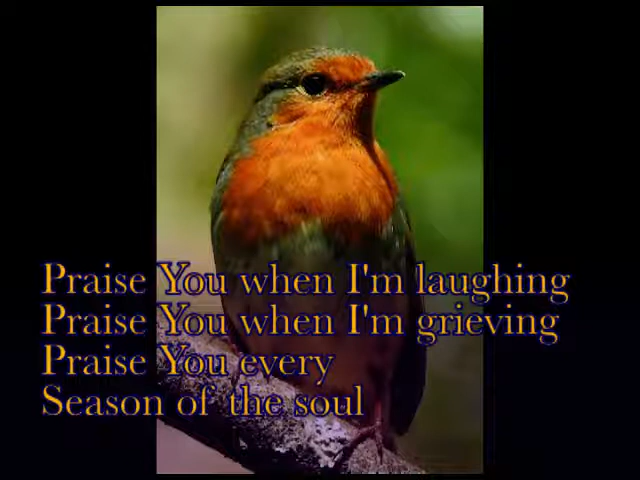 Praise You when I'm laughing
Praise You when I'm grieving
Praise You every
Season of the soul